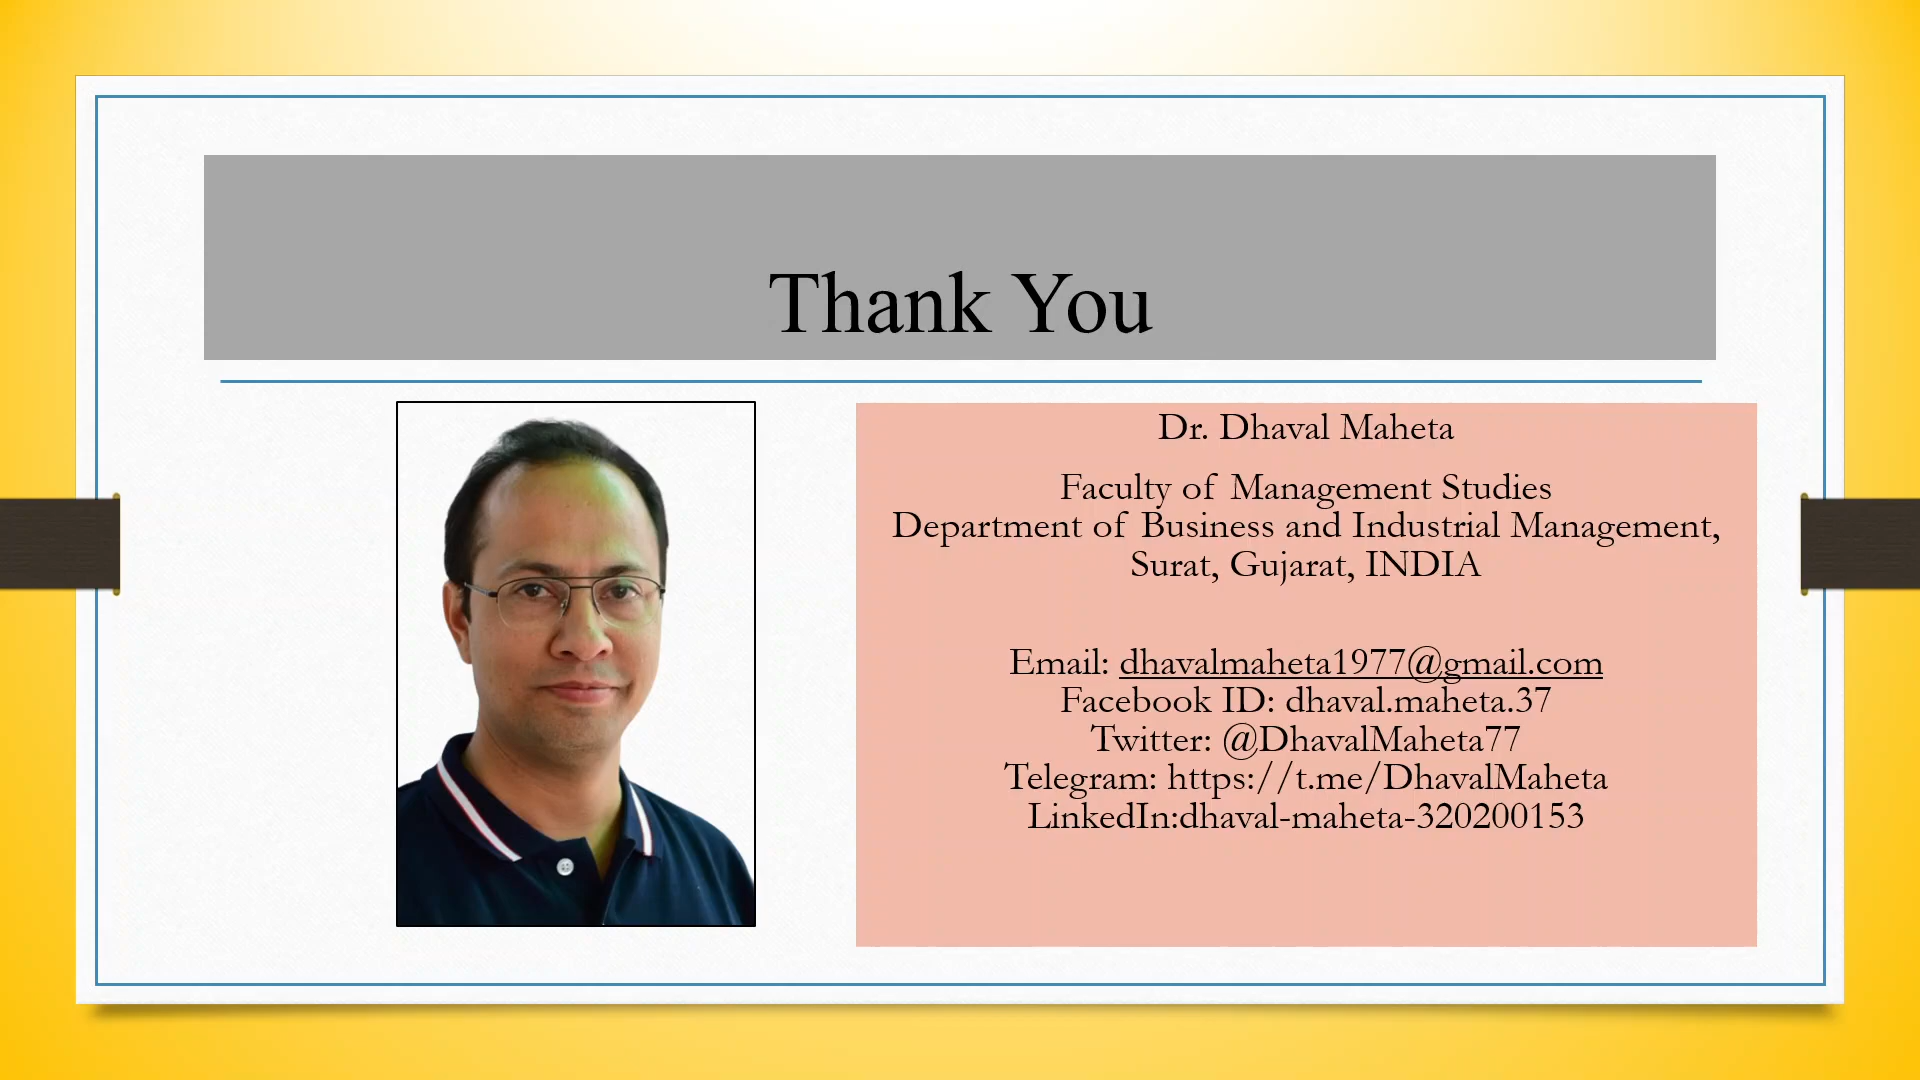 Thank You
Dr. Dhaval Maheta
Faculty of Management Studies
Department of Business and Industrial Management,
Surat, Gujarat, INDIA
Email: dhavalmaheta1977@gmail.com
Facebook ID: dhaval.maheta.37
Twitter: @DhavalMaheta77
Telegram: https://t.me/DhavalMaheta
LinkedIn:dhaval-maheta-320200153